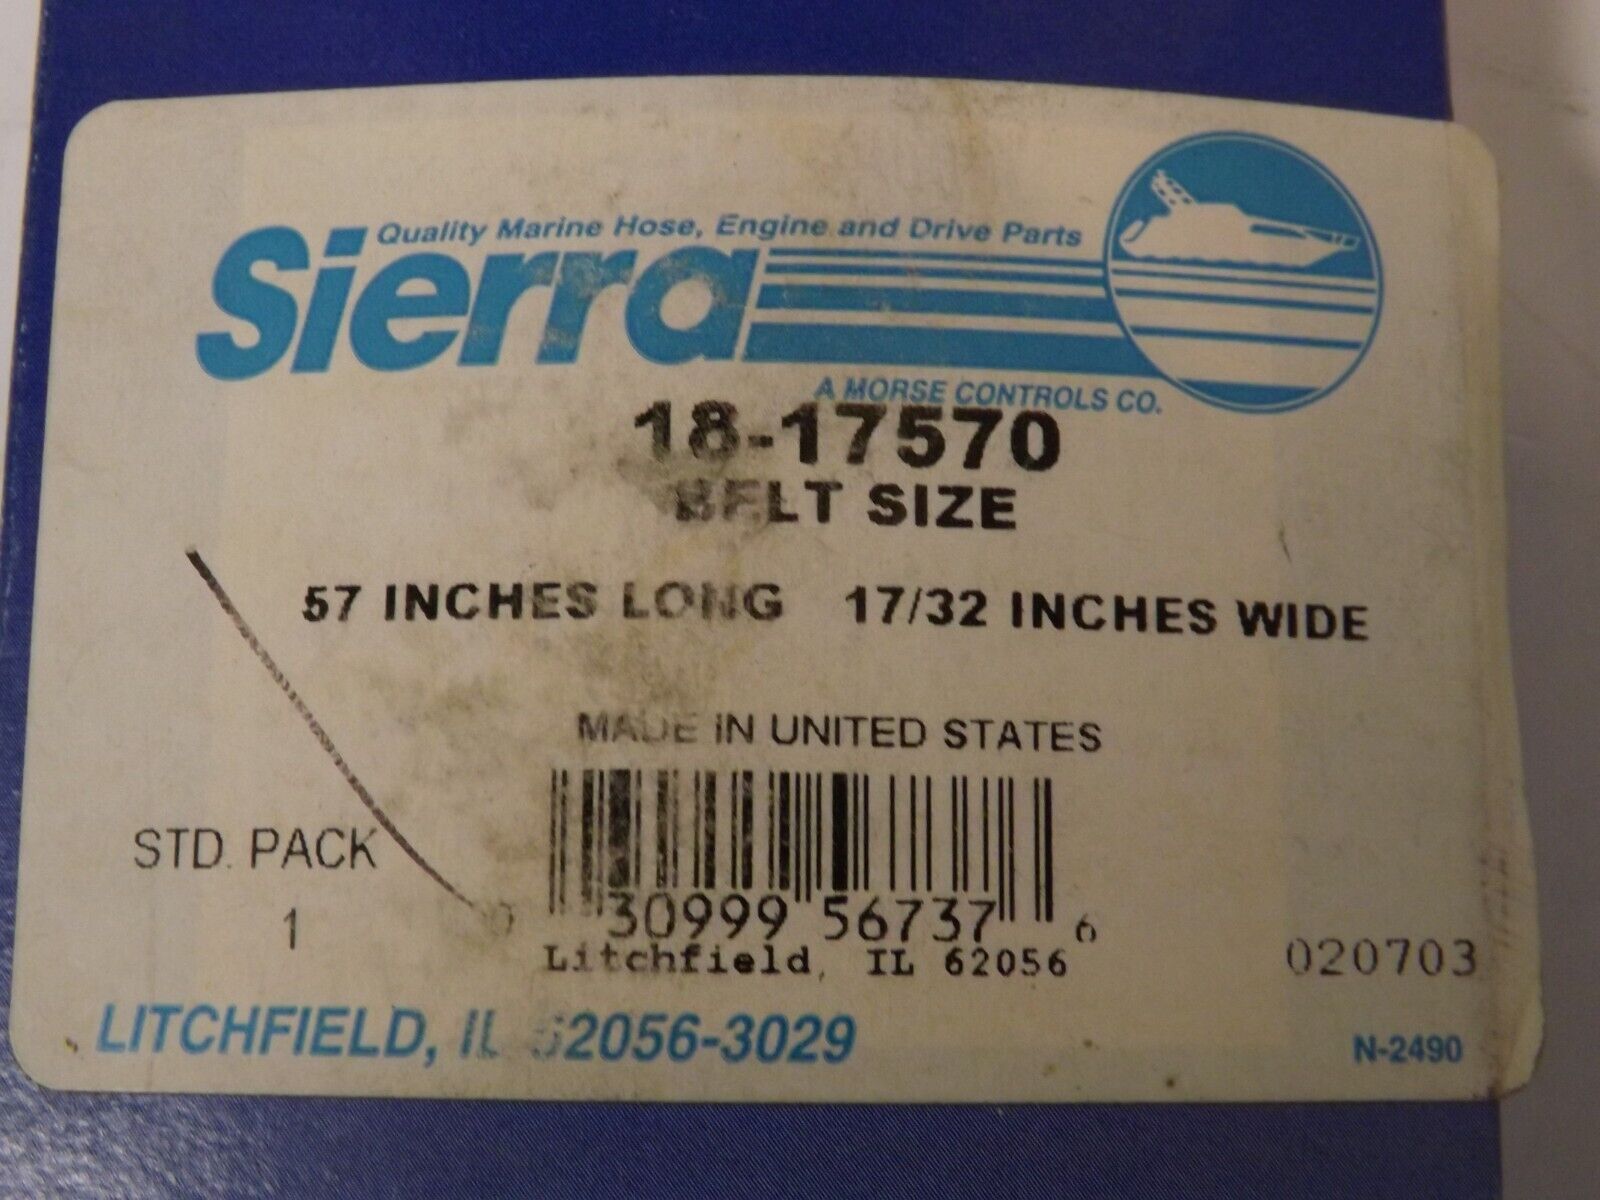 Quality Marine Hose, Engine and Drive Parts
Sierra
A MORSE CONTROLS CO.
18-17570
BELT SIZE
57 INCHES LONG 17/32 INCHES WIDE
MADE IN UNITED STATES
STD. PACK
1
0 30999 56737 6
Litchfield, IL 62056
020703
LITCHFIELD, IL 62056-3029
N-2490